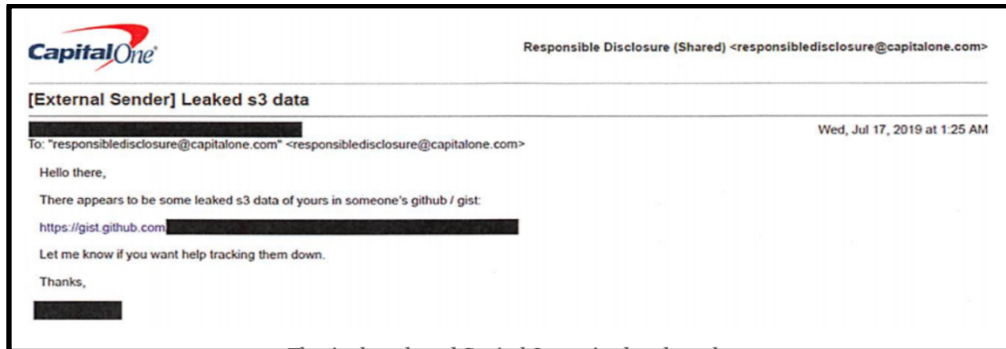 CapitalOne
Responsible Disclosure (Shared) <responsibledisclosure@capitalone.com>
[External Sender] Leaked s3 data
Wed, Jul 17, 2019 at 1:25 AM
To: "responsibledisclosure@capitalone.com" <responsibledisclosure@capitalone.com>
Hello there,
There appears to be some leaked s3 data of yours in someone's github / gist:
https://gist.github.com
Let me know if you want help tracking them down.
Thanks,